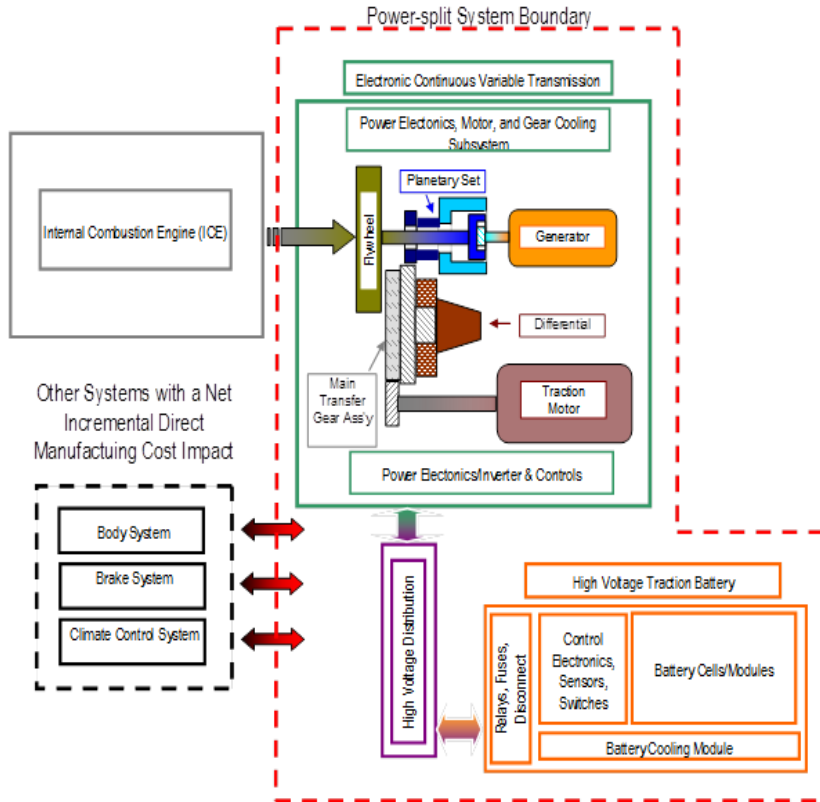 Power-split System Boundary
Electronic Continuous Variable Transmission
Power Electonics, Motor, and Gear Cooling
Subsystem
Planetary Set
Internal Combustion Engine (ICE)
Flywheel
Generator
Differential
Main
Transfer
Gear Ass'y
Traction
Motor
Other Systems with a Net
Incremental Direct
Manufactuing Cost Impact
Power Electonics/Inverter & Controls
Body System
Brake System
Climate Control System
High Voltage Distribution
High Voltage Traction Battery
Relays, Fuses,
Disconnect
Control
Electronics,
Sensors,
Switches
Battery Cells/Modules
Battery Cooling Module